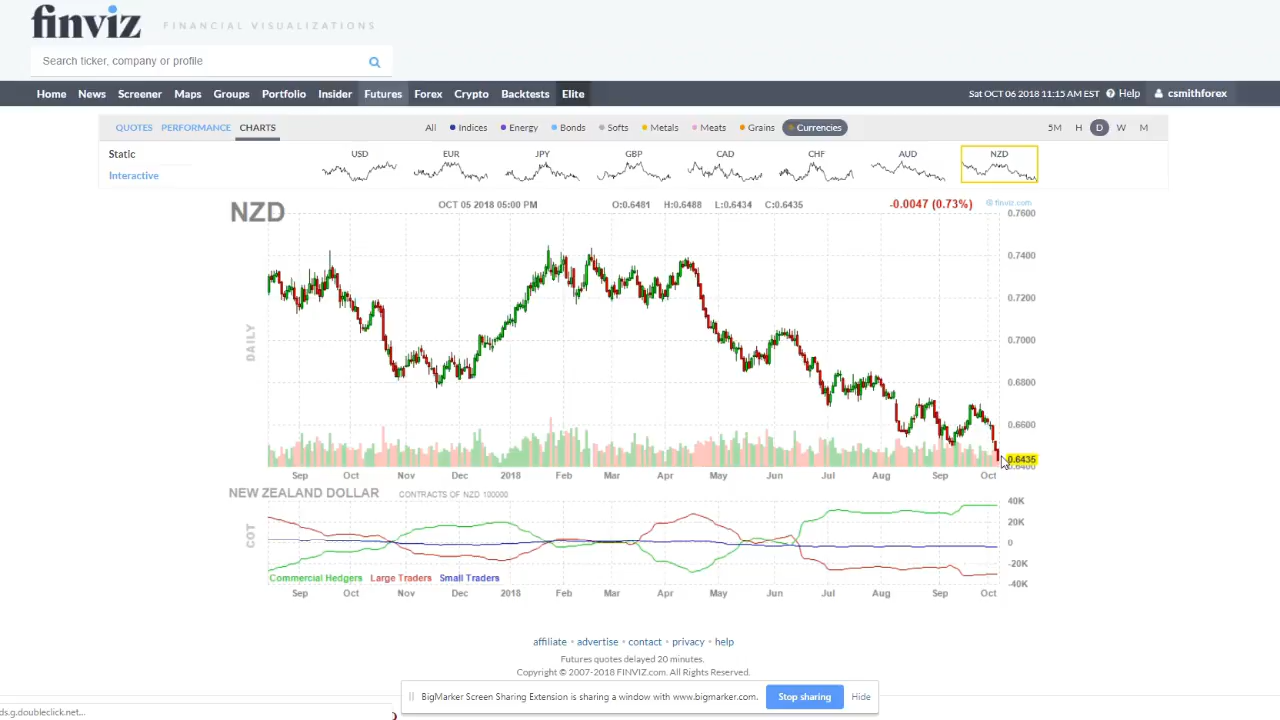 finviz FINANCIAL VISUALIZATIONS
Search ticker, company or profile
Home News Screener Maps Groups Portfolio Insider Futures Forex Crypto Backtests Elite Sat OCT 06 2018 11:15 AM EST Help csmithforex
QUOTES PERFORMANCE CHARTS All Indices Energy Bonds Softs Metals Meats Grains Currencies 5M H D W M
Static USD EUR JPY GBP CAD CHF AUD NZD
Interactive
NZD OCT 05 2018 05:00 PM O:0.6481 H:0.6488 L:0.6434 C:0.6435 -0.0047 (0.73%) © finviz.com
0.7600
0.7400
0.7200
DAILY
0.7000
0.6800
0.6600
0.6435
0.6400
Sep Oct Nov Dec 2018 Feb Mar Apr May Jun Jul Aug Sep Oct
NEW ZEALAND DOLLAR CONTRACTS OF NZD 100000
40K
20K
COT
0
-20K
Commercial Hedgers Large Traders Small Traders
-40K
Sep Oct Nov Dec 2018 Feb Mar Apr May Jun Jul Aug Sep Oct
affiliate • advertise • contact • privacy • help
Futures quotes delayed 20 minutes.
Copyright © 2007-2018 FINVIZ.com. All Rights Reserved.
BigMarker Screen Sharing Extension is sharing a window with www.bigmarker.com. Stop sharing Hide
ds.g.doubleclick.net...